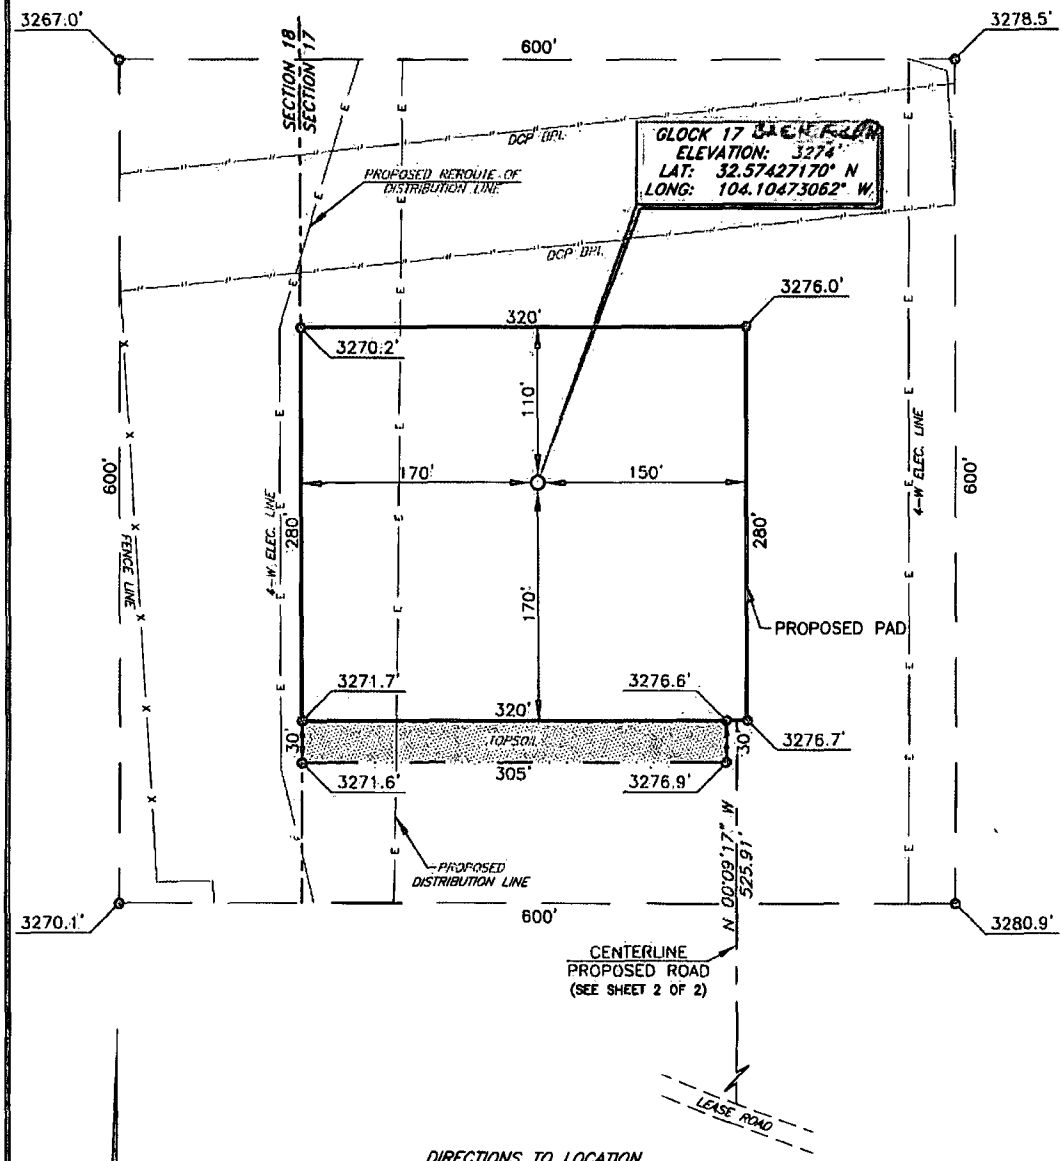 3267.0'
3278.5'
SECTION 18
SECTION 17
600'
DCP BPL
GLOCK 17
ELEVATION: 3274'
LAT: 32.57427170° N
LONG: 104.10473062° W
PROPOSED REROUTE OF
DISTRIBUTION LINE
DCP BPL
3276.0'
320'
3270.2'
110'
170'
150'
600'
FENCE LINE
4-W ELEC. LINE
280'
280'
4-W ELEC. LINE
600'
170'
PROPOSED PAD
3271.7'
3276.6'
320'
30'
TOPSOIL
30'
3276.7'
3271.6'
305'
3276.9'
PROPOSED
DISTRIBUTION LINE
N 00°09'17" W
525.91'
3270.1'
600'
3280.9'
CENTERLINE
PROPOSED ROAD
(SEE SHEET 2 OF 2)
LEASE ROAD
DIRECTIONS TO LOCATION